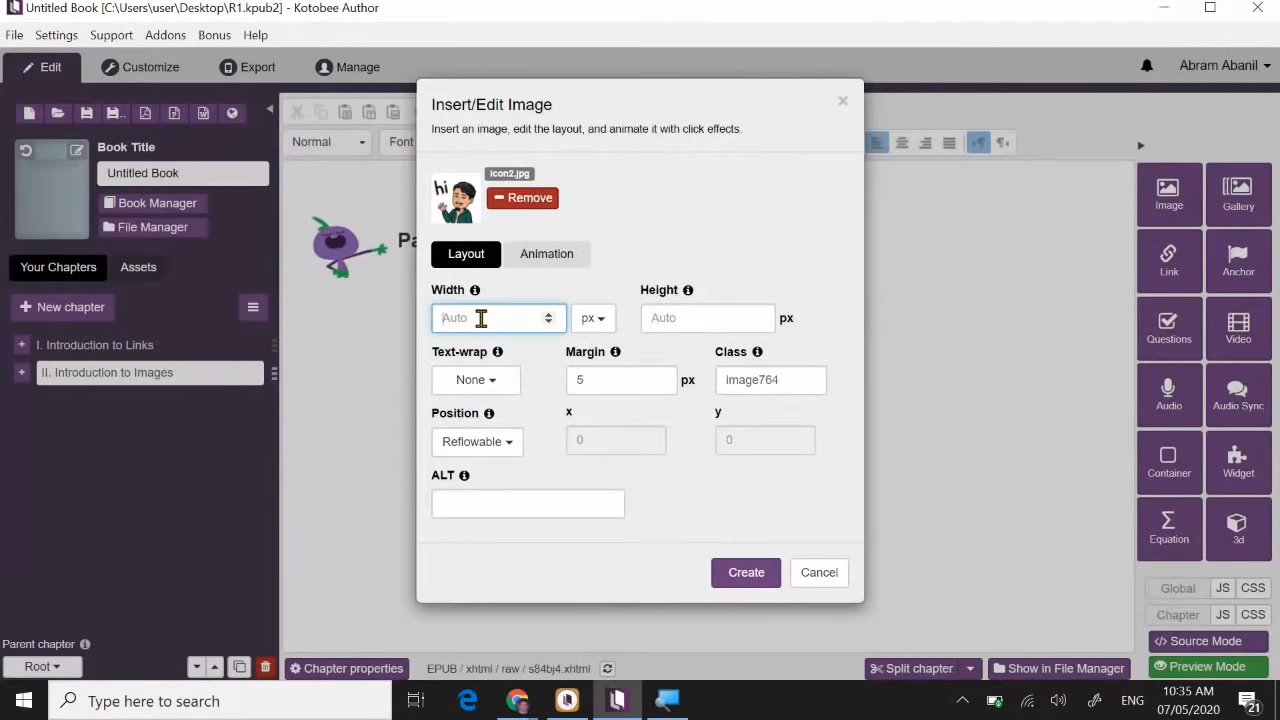 Untitled Book [C:\Users\user\Desktop\R1.kpub2] - Kotobee Author
File Settings Support Addons Bonus Help
Edit Customize Export Manage Abram Abanil
Book Title
Untitled Book
Book Manager
File Manager
Your Chapters Assets
New chapter
I. Introduction to Links
II. Introduction to Images
Parent chapter
Root
Normal Font
Pa
Insert/Edit Image
Insert an image, edit the layout, and animate it with click effects.
hi
icon2.jpg
Remove
Layout Animation
Width Height
Auto px Auto px
Text-wrap Margin Class
None 5 px image764
Position x y
Reflowable 0 0
ALT
Create Cancel
Image Gallery
Link Anchor
Questions Video
Audio Audio Sync
Container Widget
Σ
Equation 3d
Global JS CSS
Chapter JS CSS
</> Source Mode
Preview Mode
Chapter properties EPUB / xhtml / raw / s84bj4.xhtml Split chapter Show in File Manager
Type here to search
ENG
10:35 AM
07/05/2020
21